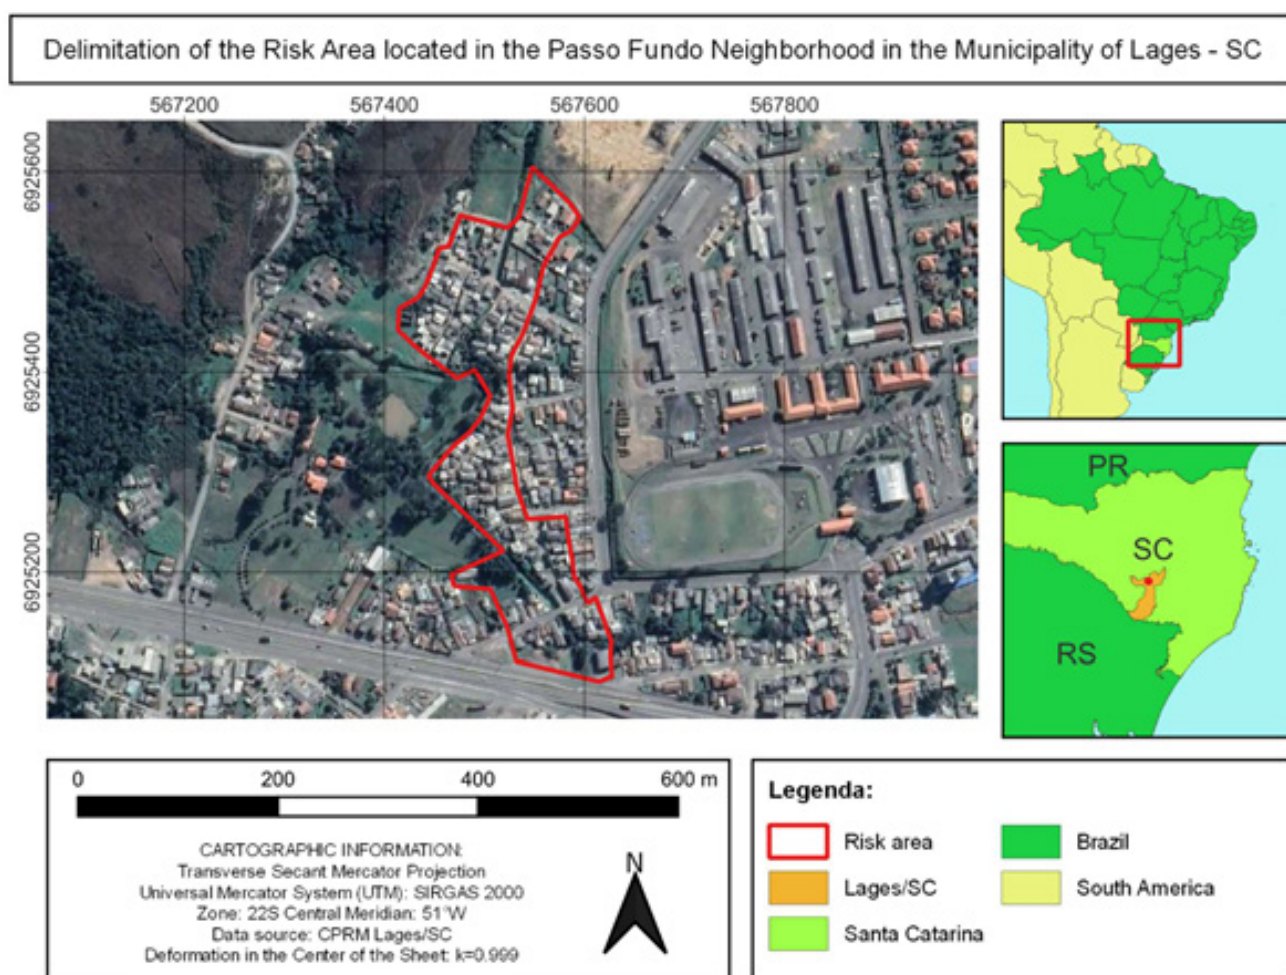 Delimitation of the Risk Area located in the Passo Fundo Neighborhood in the Municipality of Lages - SC
567200 567400 567600 567800
6925600
6925400
6925200
PR
SC
RS
0 200 400 600 m
CARTOGRAPHIC INFORMATION:
Transverse Secant Mercator Projection
Universal Mercator System (UTM): SIRGAS 2000
Zone: 22S Central Meridian: 51°W
Data source: CPRM Lages/SC
Deformation in the Center of the Sheet: k=0.999
N
Legenda:
Risk area
Brazil
Lages/SC
South America
Santa Catarina